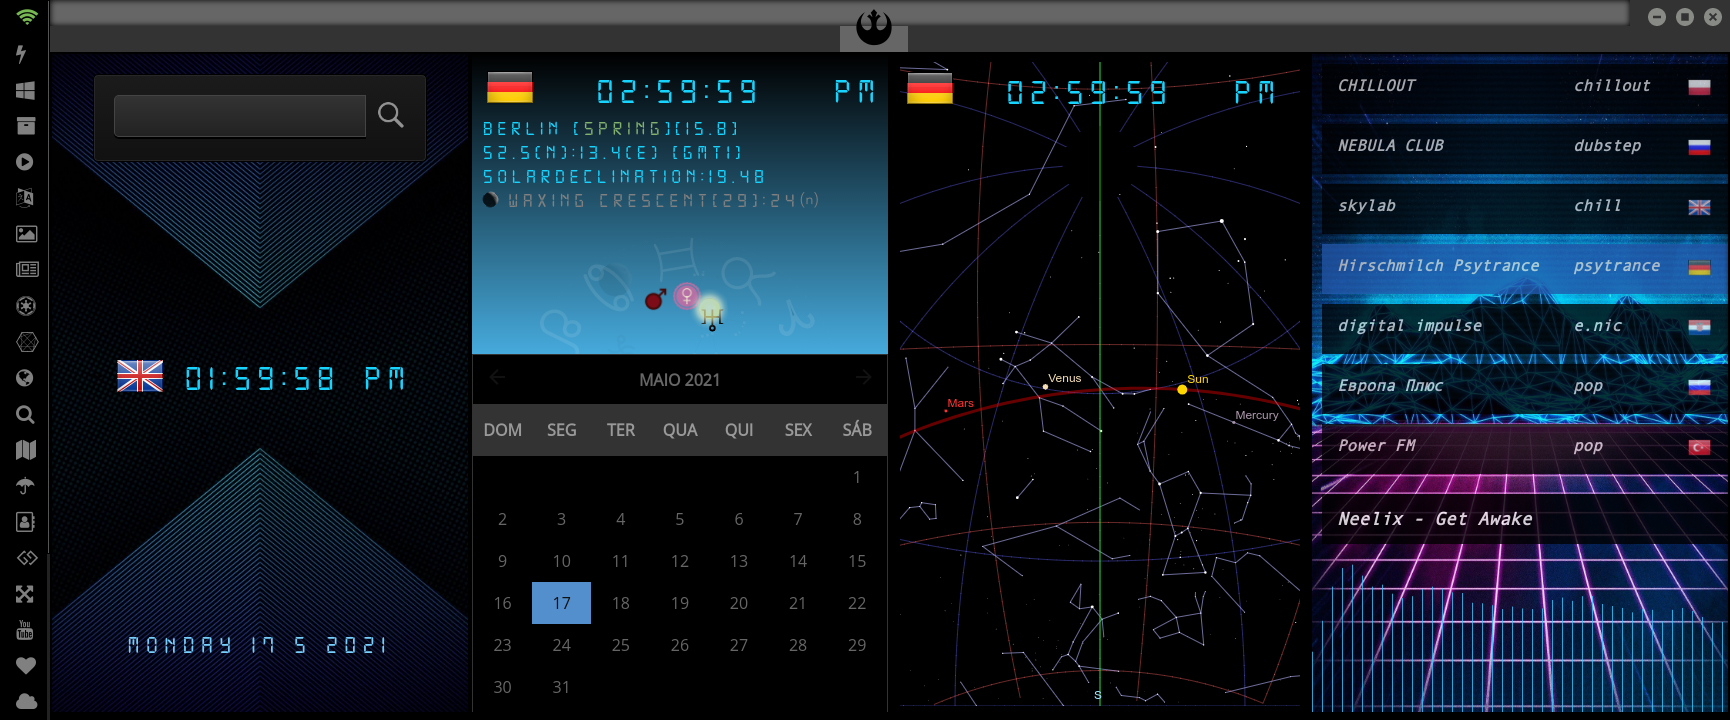 01:59:58 PM
MONDAY 17 5 2021
02:59:59 PM
BERLIN [SPRING][15.8]
52.5(N):13.4(E) [GMT1]
SOLARDECLINATION:19.48
WAXING CRESCENT[29]:24(n)
MAIO 2021
DOM SEG TER QUA QUI SEX SÁB
1
2 3 4 5 6 7 8
9 10 11 12 13 14 15
16 17 18 19 20 21 22
23 24 25 26 27 28 29
30 31
02:59:59 PM
Venus
Sun
Mars
Mercury
S
CHILLOUT chillout
NEBULA CLUB dubstep
skylab chill
Hirschmilch Psytrance psytrance
digital impulse e.nic
Европа Плюс pop
Power FM pop
Neelix - Get Awake
You
Tube